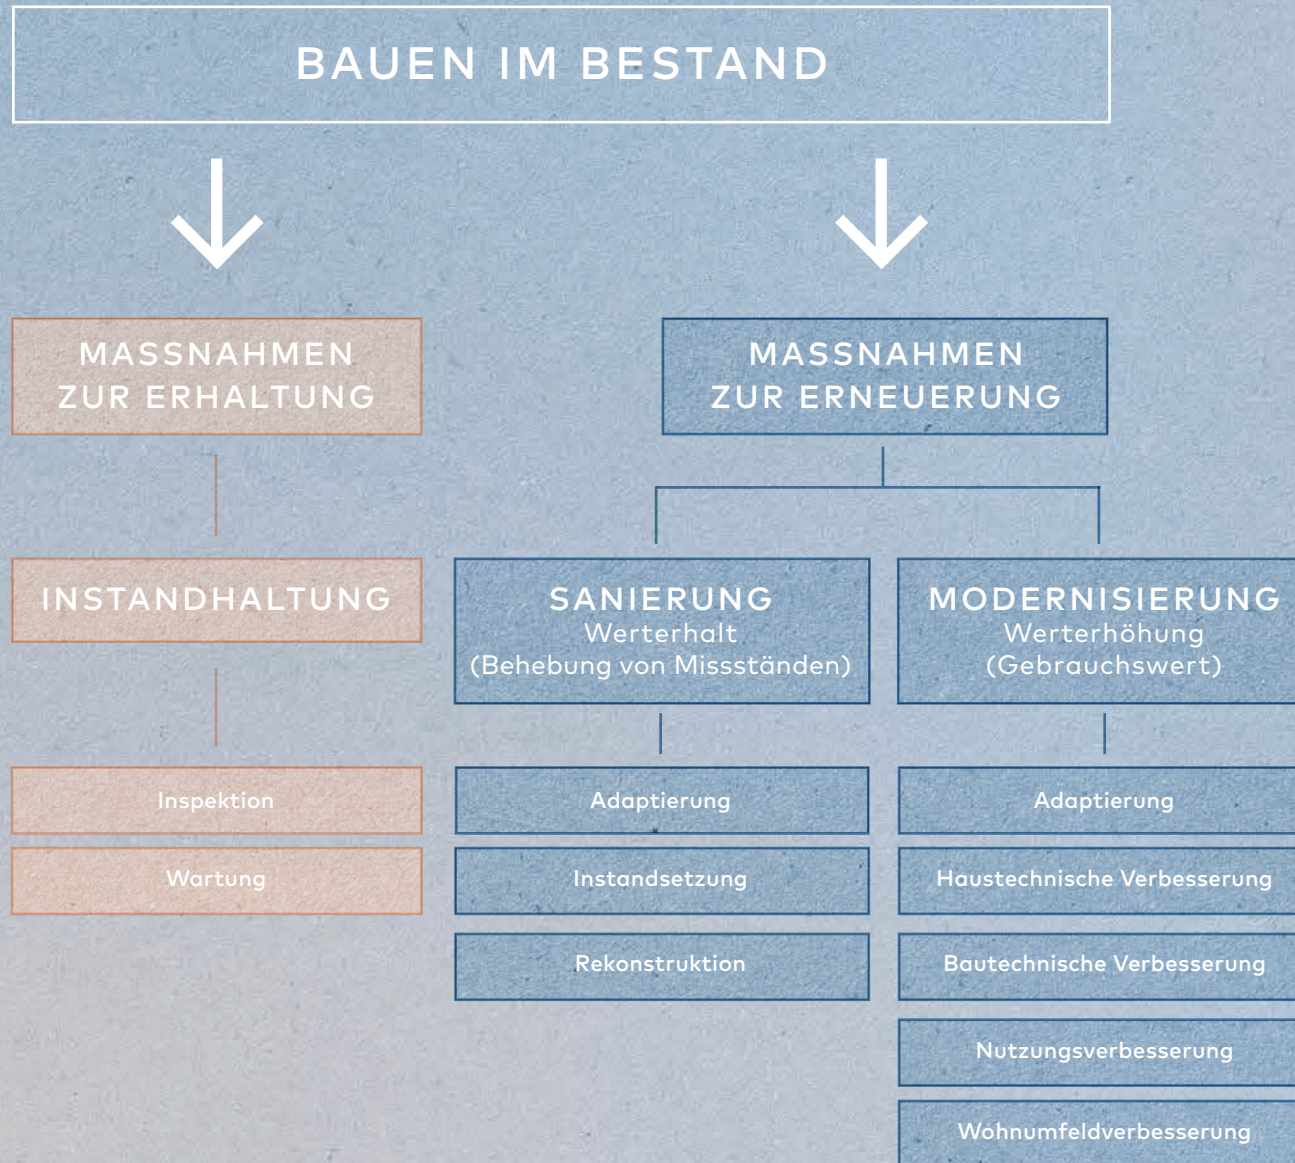 BAUEN IM BESTAND
MASSNAHMEN
ZUR ERHALTUNG
MASSNAHMEN
ZUR ERNEUERUNG
INSTANDHALTUNG
SANIERUNG
Werterhalt
(Behebung von Missständen)
MODERNISIERUNG
Werterhöhung
(Gebrauchswert)
Inspektion
Wartung
Adaptierung
Instandsetzung
Rekonstruktion
Adaptierung
Haustechnische Verbesserung
Bautechnische Verbesserung
Nutzungsverbesserung
Wohnumfeldverbesserung